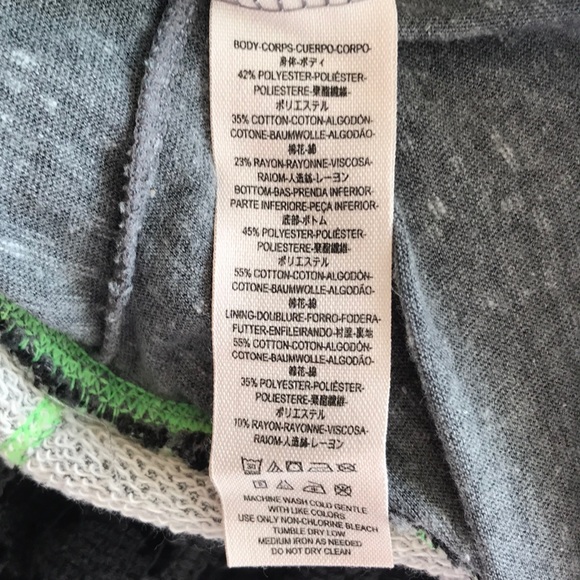 BODY-CORPS-CUERPO-CORPO-
身体-ボディ
42% POLYESTER-POLIÉSTER-
POLIESTERE-聚酯纖維-
ポリエステル
35% COTTON-COTON-ALGODÓN-
COTONE-BAUMWOLLE-ALGODÃO-
棉花-綿
23% RAYON-RAYONNE-VISCOSA-
RAIOM-人造絲-レーヨン
BOTTOM-BAS-PRENDA INFERIOR-
PARTE INFERIORE-PEÇA INFERIOR-
底部-ボトム
45% POLYESTER-POLIÉSTER-
POLIESTERE-聚酯纖維-
ポリエステル
55% COTTON-COTON-ALGODÓN-
COTONE-BAUMWOLLE-ALGODÃO-
棉花-綿
LINING-DOUBLURE-FORRO-FODERA-
FUTTER-ENFILEIRANDO-村里-裏地
55% COTTON-COTON-ALGODÓN-
COTONE-BAUMWOLLE-ALGODÃO-
棉花-綿
35% POLYESTER-POLIÉSTER-
POLIESTERE-聚酯纖維-
ポリエステル
10% RAYON-RAYONNE-VISCOSA-
RAIOM-人造絲-レーヨン
MACHINE WASH COLD GENTLE
WITH LIKE COLORS
USE ONLY NON-CHLORINE BLEACH
TUMBLE DRY LOW
MEDIUM IRON AS NEEDED
DO NOT DRY CLEAN